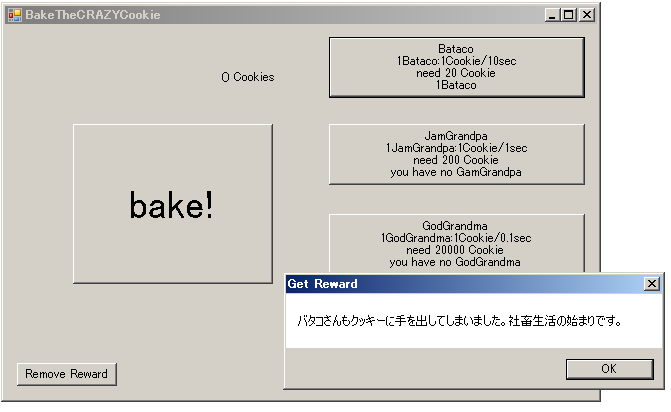 BakeTheCRAZYCookie
0 Cookies
bake!
Remove Reward
Bataco
1Bataco:1Cookie/10sec
need 20 Cookie
1Bataco
JamGrandpa
1JamGrandpa:1Cookie/1sec
need 200 Cookie
you have no GamGrandpa
GodGrandma
1GodGrandma:1Cookie/0.1sec
need 20000 Cookie
you have no GodGrandma
Get Reward
バタコさんもクッキーに手を出してしまいました。社畜生活の始まりです。
OK